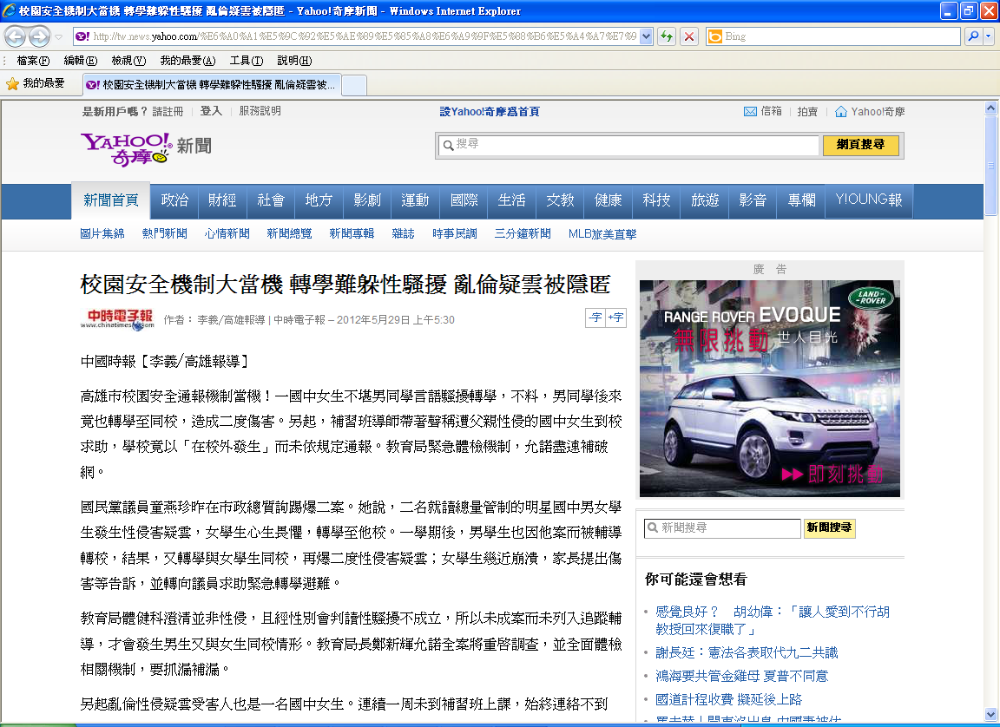 校園安全機制大當機 轉學難躲性騷擾 亂倫疑雲被隱匿 - Yahoo!奇摩新聞 - Windows Internet Explorer
http://tw.news.yahoo.com/%E6%A0%A1%E5%9C%92%E5%AE%89%E5%85%A8%E6%A9%9F%E5%88%B6%E5%A4%A7%E7%9
Bing
檔案(F) 編輯(E) 檢視(V) 我的最愛(A) 工具(T) 說明(H)
我的最愛
校園安全機制大當機 轉學難躲性騷擾 亂倫疑雲被...
是新用戶嗎？ 請註冊 | 登入 | 服務說明
設Yahoo!奇摩為首頁
信箱 | 拍賣 | Yahoo!奇摩
YAHOO! 奇摩 新聞
搜尋
網頁搜尋
新聞首頁 政治 財經 社會 地方 影劇 運動 國際 生活 文教 健康 科技 旅遊 影音 專欄 Y!OUNG報
圖片集錦 熱門新聞 心情新聞 新聞總覽 新聞專輯 雜誌 時事民調 三分鐘新聞 MLB旅美直擊
校園安全機制大當機 轉學難躲性騷擾 亂倫疑雲被隱匿
中時電子報
www.chinatimes.com
作者： 李義/高雄報導 | 中時電子報 – 2012年5月29日 上午5:30
-字 +字
中國時報【李義/高雄報導】
高雄市校園安全通報機制當機！一國中女生不堪男同學言語騷擾轉學，不料，男同學後來
竟也轉學至同校，造成二度傷害。另起，補習班導師帶著聲稱遭父親性侵的國中女生到校
求助，學校竟以「在校外發生」而未依規定通報。教育局緊急體檢機制，允諾盡速補破
網。
國民黨議員童燕珍昨在市政總質詢踢爆二案。她說，二名就讀總量管制的明星國中男女學
生發生性侵害疑雲，女學生心生畏懼，轉學至他校。一學期後，男學生也因他案而被輔導
轉校，結果，又轉學與女學生同校，再爆二度性侵害疑雲；女學生幾近崩潰，家長提出傷
害等告訴，並轉向議員求助緊急轉學避難。
教育局體健科澄清並非性侵，且經性別會判讀性騷擾不成立，所以未成案而未列入追蹤輔
導，才會發生男生又與女生同校情形。教育局長鄭新輝允諾全案將重啓調查，並全面體檢
相關機制，要抓漏補漏。
另起亂倫性侵疑雲受害人也是一名國中女生。連續一周未到補習班上課，始終連絡不到
廣 告
LAND-ROVER
RANGE ROVER EVOQUE
無限挑動 世人目光
即刻挑動
新聞搜尋
新聞搜尋
你可能還會想看
感覺良好？ 胡幼偉：「讓人愛到不行胡
教授回來復職了」
謝長廷：憲法各表取代九二共識
鴻海要共管金雞母 夏普不同意
國道計程收費 擬延後上路